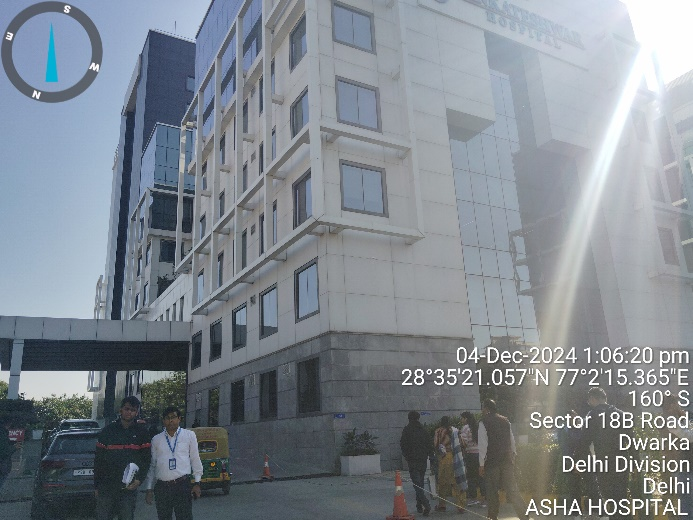 HOSPITAL
S
E
W
N
04-Dec-2024 1:06:20 pm
28°35'21.057"N 77°2'15.365"E
160° S
Sector 18B Road
Dwarka
Delhi Division
Delhi
ASHA HOSPITAL